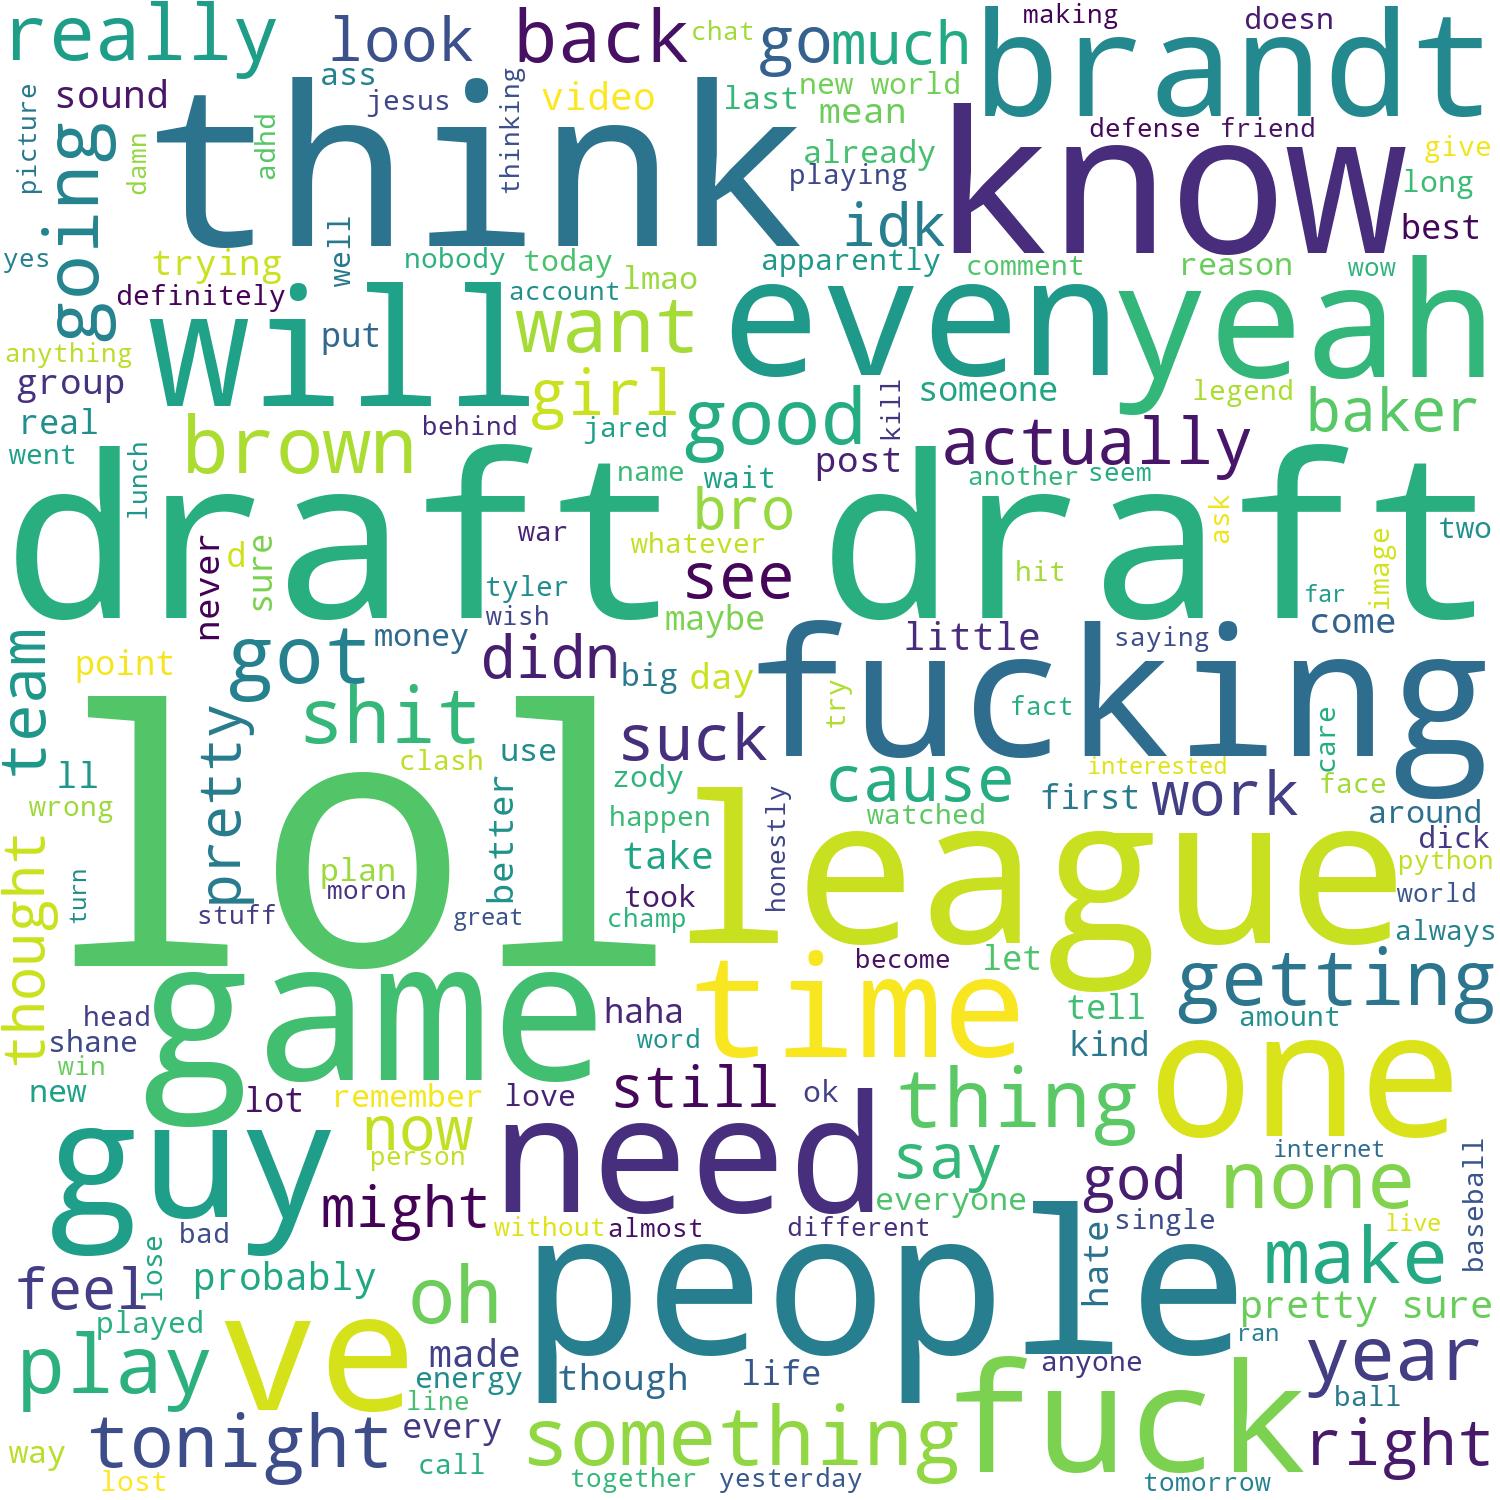 really
look
back
chat
go
much
making
doesn
brandt
ass
jesus
thinking
video
last
new world
mean
sound
picture
going
damn
adhd
think
already
playing
know
defense
friend
give
long
best
idk
yes
trying
well
nobody
today
lmao
apparently
comment
reason
wow
definitely
account
will
put
want
even
yeah
anything
group
girl
good
someone
kill
legend
baker
real
brown
behind
jared
post
actually
went
lunch
draft draft
name
wait
another
seem
bro
ask
two
war
whatever
image
never
d
sure
see
hit
tyler
wish
maybe
far
come
team
point
got
money
didn
big
day
little
saying
fucking
shit
pretty
suck
try
fact
care
ll
clash
use
zody
cause
interested
first
work
face
wrong
lol
better
happen
honestly
league
watched
around
thought
plan
moron
take
dick
python
turn
stuff
great
took
champ
world
always
game
become
let
time
getting
head
shane
win
haha
word
tell
kind
amount
one
new
lot
remember
love
still
ok
thing
guy
now
person
need
say
internet
baseball
might
everyone
god
none
bad
without
almost
different
single
live
lose
feel
probably
oh
people
hate
make
played
pretty sure
play
ve
made
energy
though
life
anyone
ran
year
line
ball
tonight
every
something
fuck
right
way
call
lost
together
yesterday
tomorrow